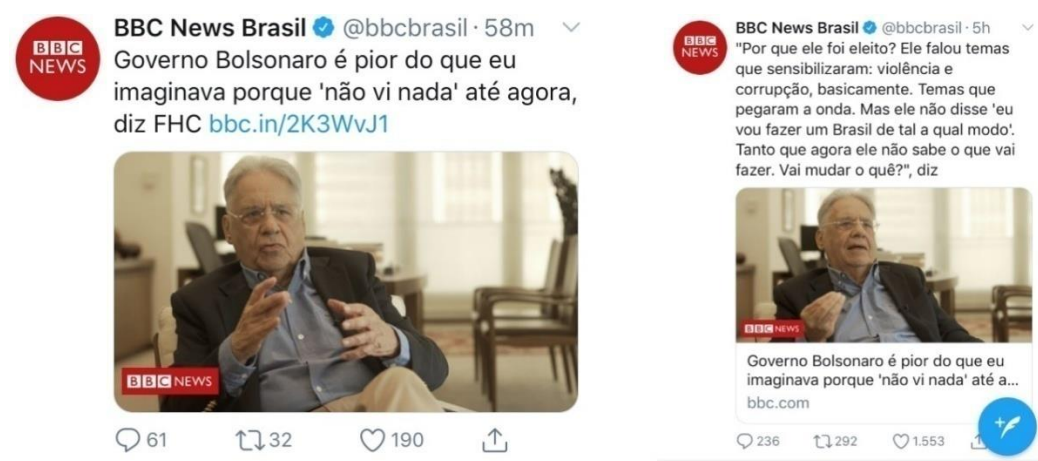 BBC
NEWS
BBC News Brasil @bbcbrasil · 58m
Governo Bolsonaro é pior do que eu
imaginava porque 'não vi nada' até agora,
diz FHC bbc.in/2K3WvJ1
BBC NEWS
61 32 190
BBC
NEWS
BBC News Brasil @bbcbrasil · 5h
"Por que ele foi eleito? Ele falou temas
que sensibilizaram: violência e
corrupção, basicamente. Temas que
pegaram a onda. Mas ele não disse 'eu
vou fazer um Brasil de tal a qual modo'.
Tanto que agora ele não sabe o que vai
fazer. Vai mudar o quê?", diz
BBC NEWS
Governo Bolsonaro é pior do que eu
imaginava porque 'não vi nada' até a...
bbc.com
236 292 1.553